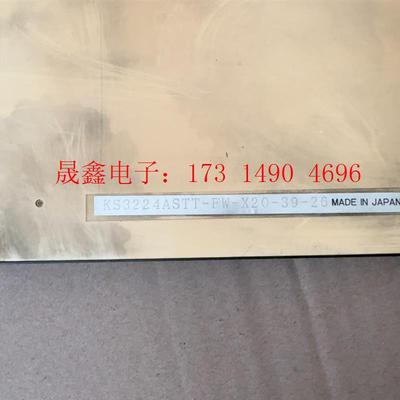 晟鑫电子：173 1490 4696
KS3224ASTT-FW-X20-39-26 MADE IN JAPAN